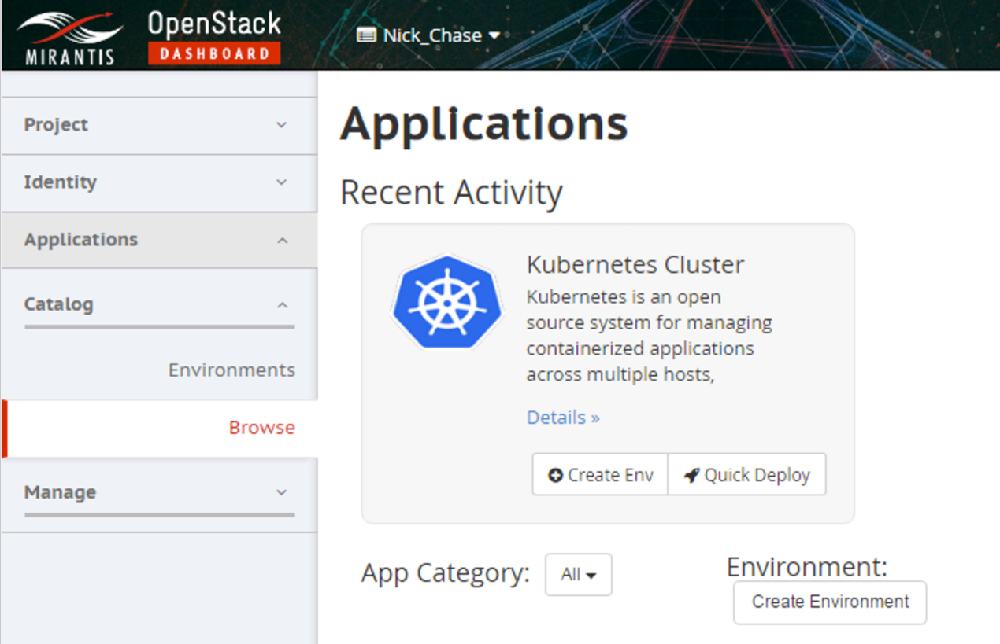 MIRANTIS
OpenStack
DASHBOARD
Nick_Chase
Project
Identity
Applications
Catalog
Environments
Browse
Manage
Applications
Recent Activity
Kubernetes Cluster
Kubernetes is an open
source system for managing
containerized applications
across multiple hosts,
Details »
Create Env
Quick Deploy
App Category: All
Environment:
Create Environment